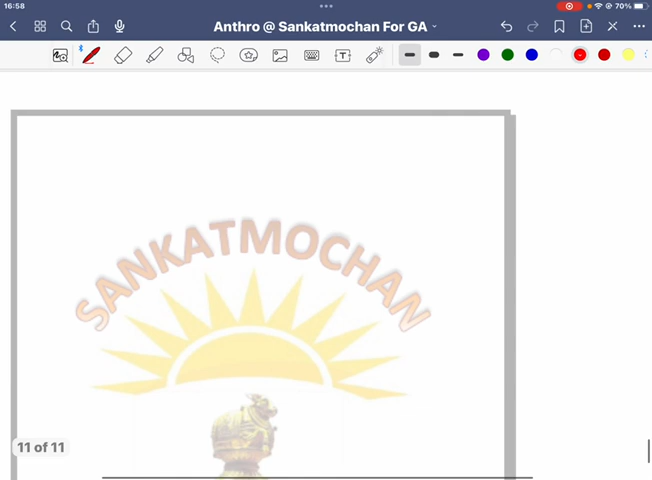 16:58
70%
Anthro @ Sankatmochan For GA
SANKATMOCHAN
11 of 11